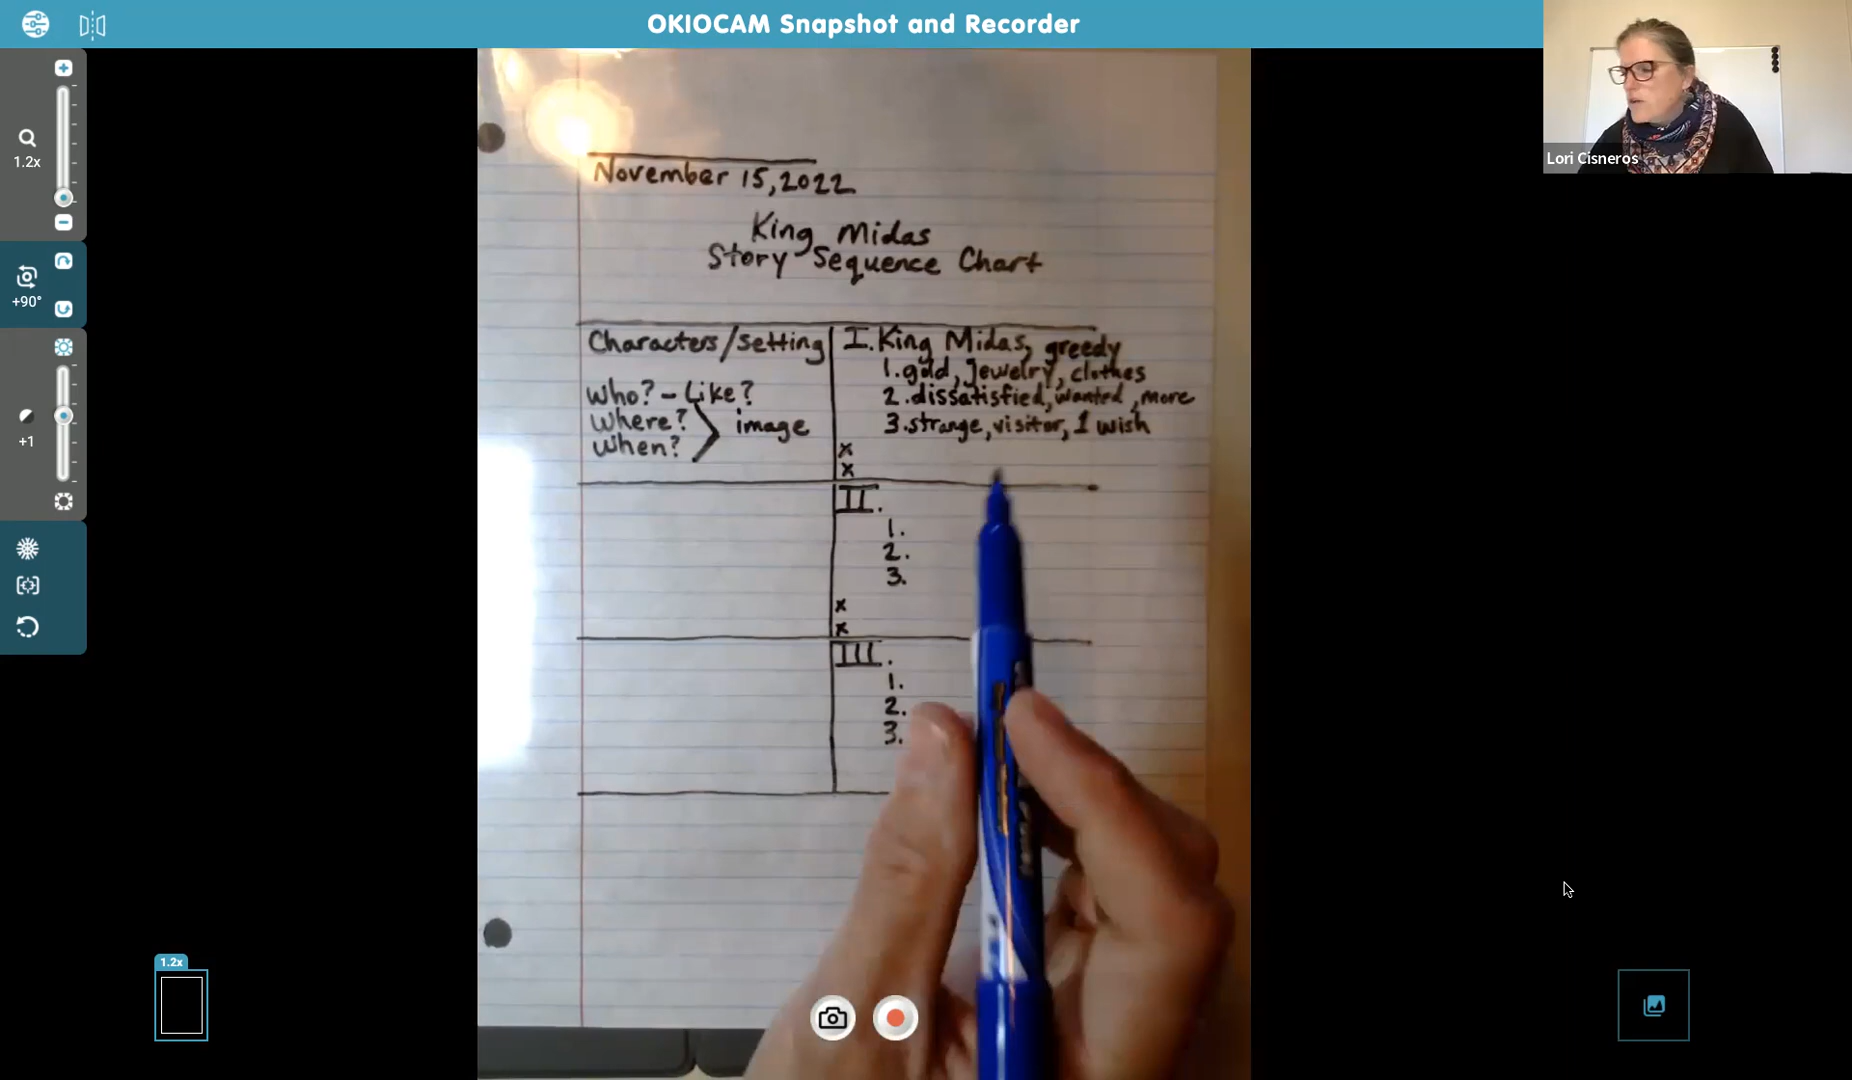 OKIOCAM Snapshot and Recorder
Lori Cisneros
1.2x
+90°
+1
November 15, 2022
King Midas
Story Sequence Chart
Characters/setting
Who? - Like?
Where?
When?
image
I. King Midas, greedy
1. gold, jewelry, clothes
2. dissatisfied, wanted, more
3. strange, visitor, 1 wish
x
x
II.
1.
2.
3.
x
x
III.
1.
2.
3.
1.2x